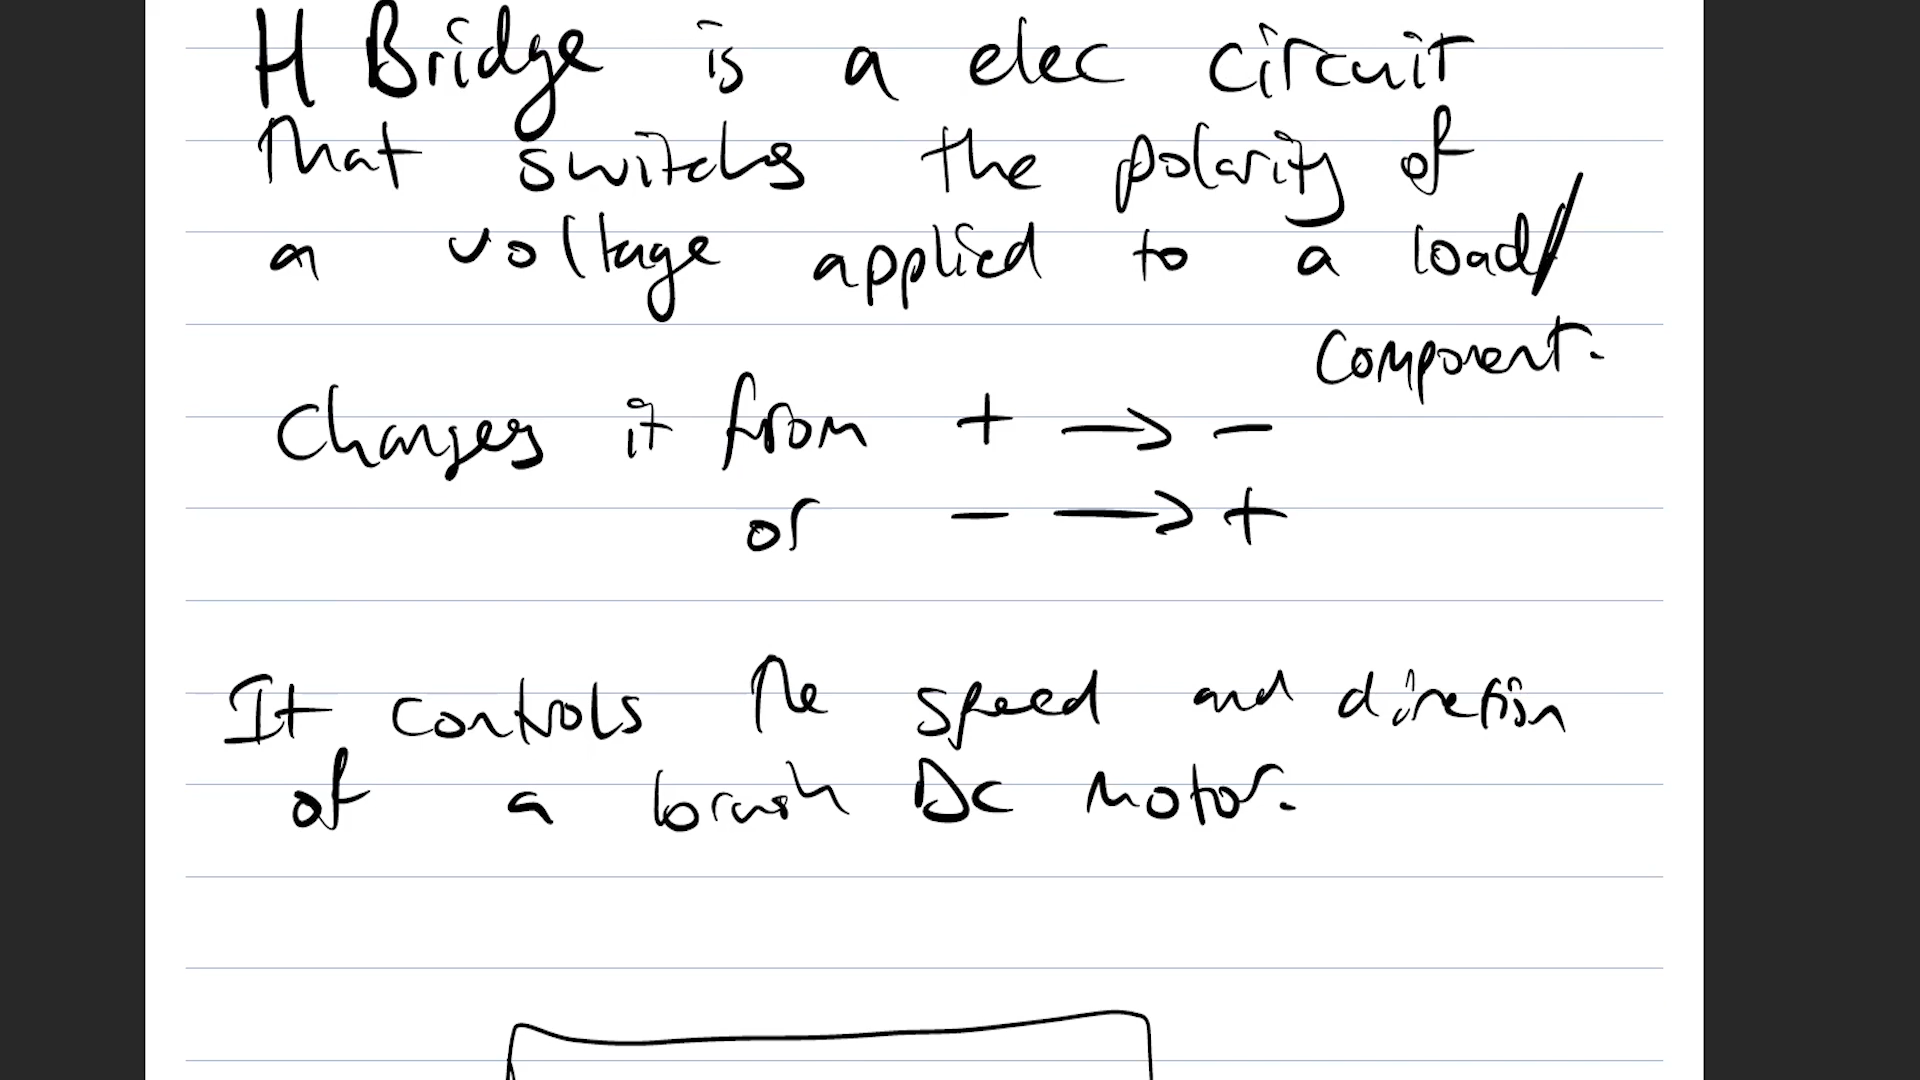 H Bridge is a elec circuit
that switches the polarity of
a voltage applied to a load/
component.
Changes it from + → -
or - → +
It controls the speed and direction
of a brush DC motor.